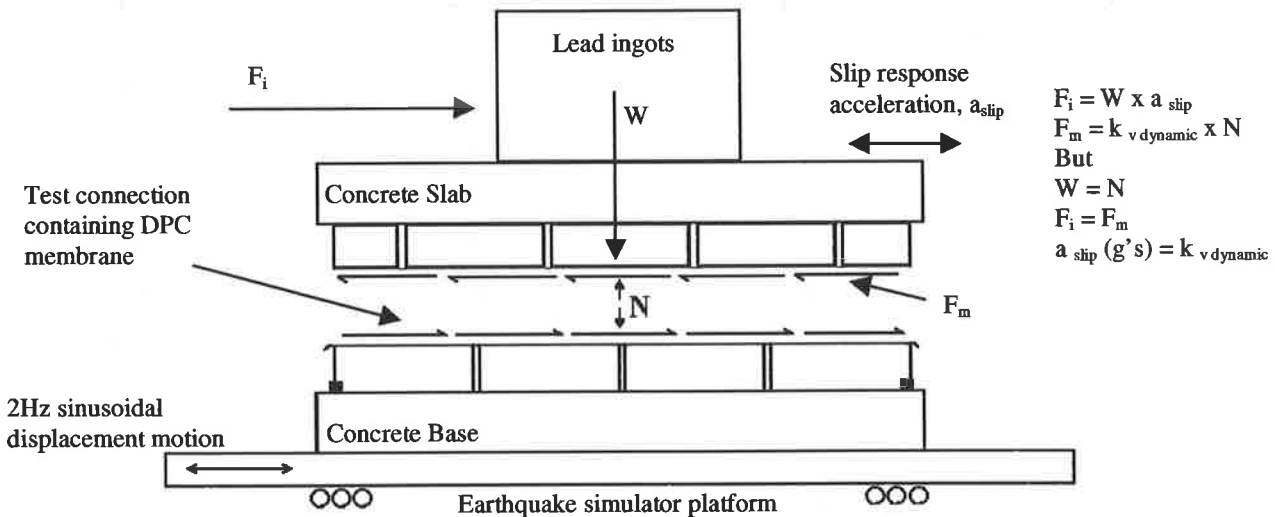 Lead ingots
F_i
W
Slip response
acceleration, a_slip
F_i = W x a_slip
F_m = k_v dynamic x N
But
W = N
F_i = F_m
a_slip (g's) = k_v dynamic
Concrete Slab
Test connection
containing DPC
membrane
N
F_m
2Hz sinusoidal
displacement motion
Concrete Base
Earthquake simulator platform